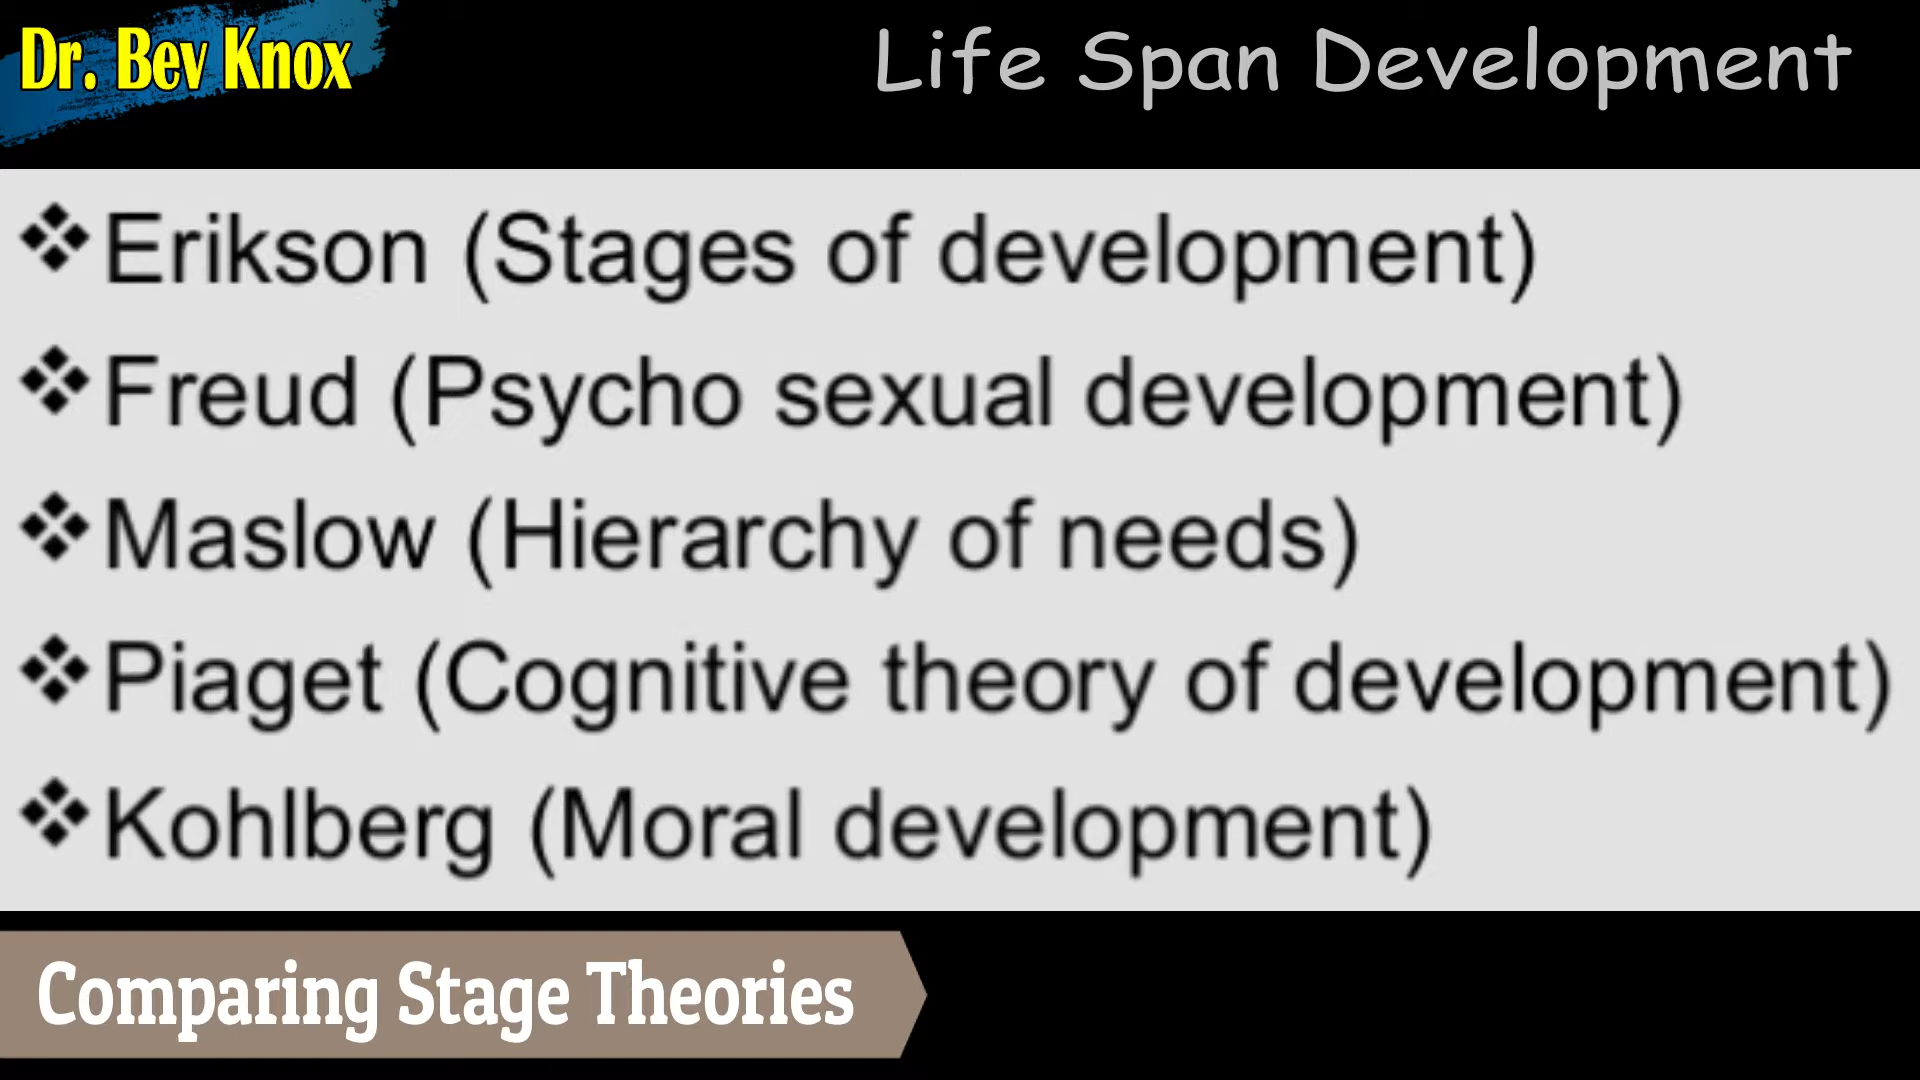 Dr. Bev Knox
Life Span Development
❖Erikson (Stages of development)
❖Freud (Psycho sexual development)
❖Maslow (Hierarchy of needs)
❖Piaget (Cognitive theory of development)
❖Kohlberg (Moral development)
Comparing Stage Theories